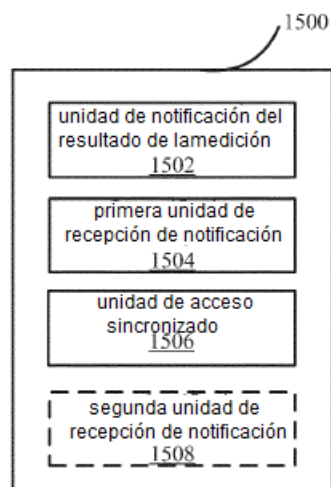 1500
unidad de notificación del
resultado de lamedición
1502
primera unidad de
recepción de notificación
1504
unidad de acceso
sincronizado
1506
segunda unidad de
recepción de notificación
1508